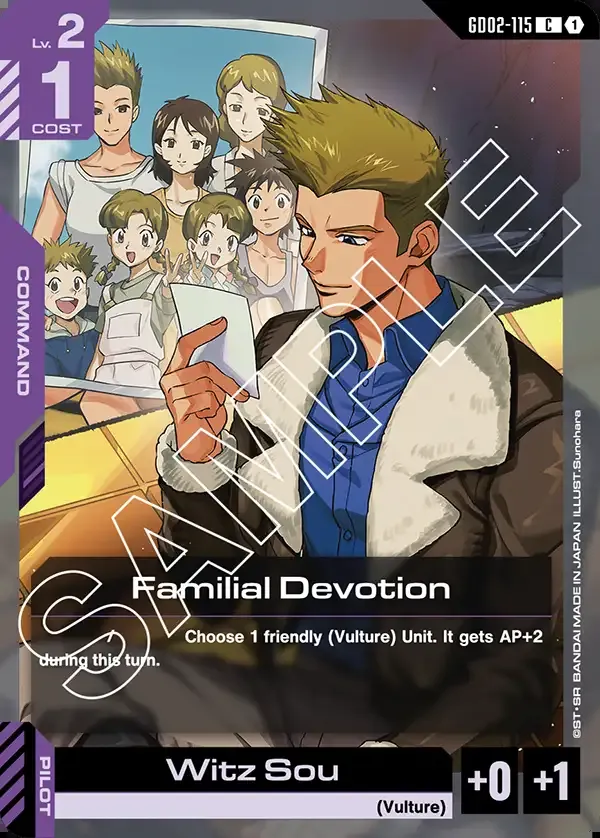 GD02-115 C 1
Lv. 2
1
COST
COMMAND
SAMPLE
Familial Devotion
Choose 1 friendly (Vulture) Unit. It gets AP+2
during this turn.
©ST・SR BANDAI MADE IN JAPAN ILLUST.Sunohara
PILOT
Witz Sou
+0 +1
(Vulture)